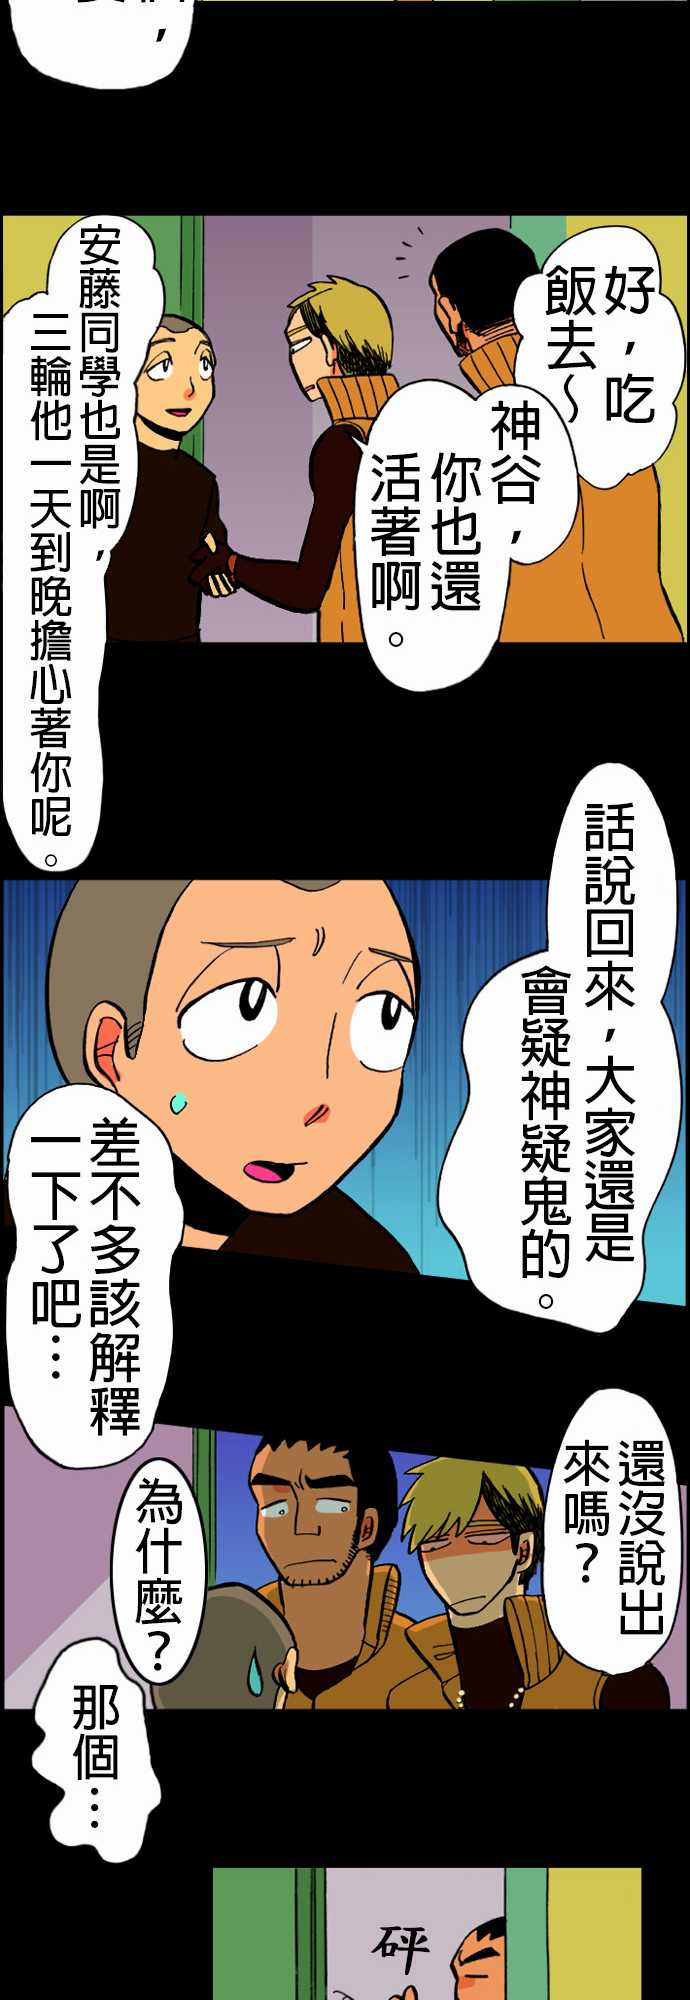 好，吃
飯去～
神谷，
你也還
活著啊。
安藤同學也是啊，
三輪他一天到晚擔心著你呢。
話說回來，大家還是
會疑神疑鬼的。
差不多該解釋
一下了吧…
還沒說出
來嗎？
為什麼？
那個…
砰